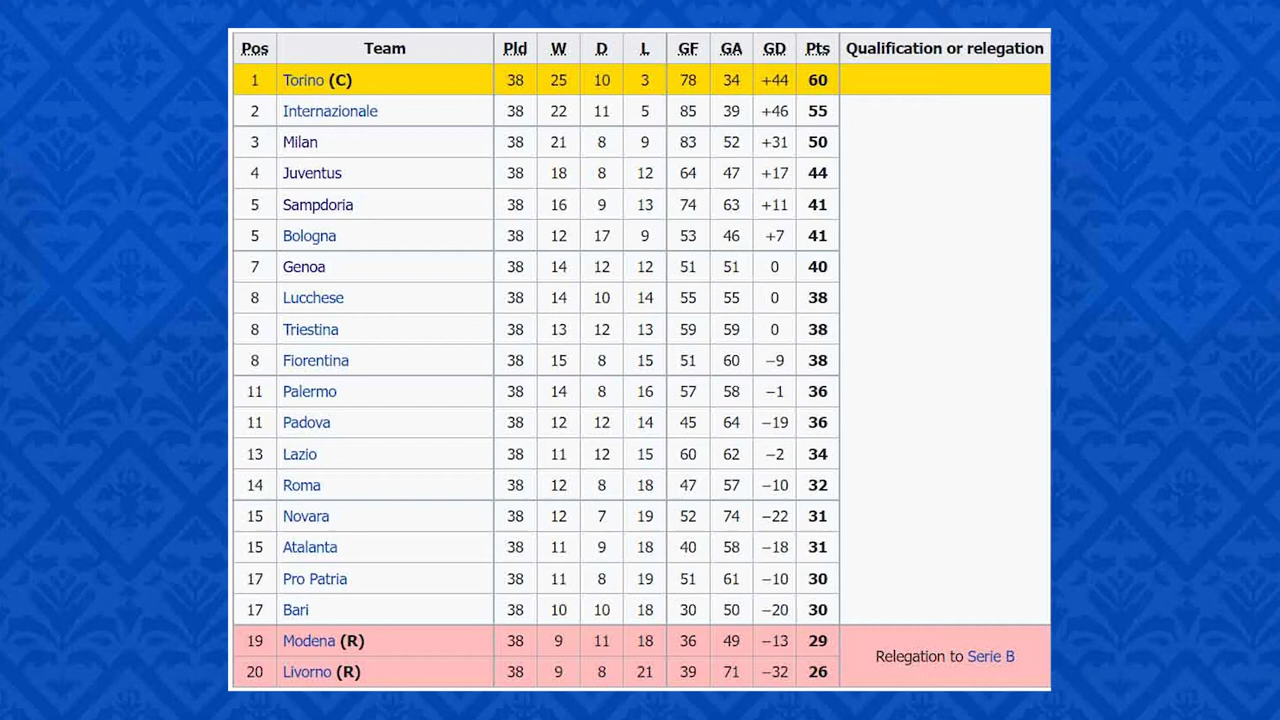 Pos Team Pld W D L GF GA GD Pts Qualification or relegation
1 Torino (C) 38 25 10 3 78 34 +44 60
2 Internazionale 38 22 11 5 85 39 +46 55
3 Milan 38 21 8 9 83 52 +31 50
4 Juventus 38 18 8 12 64 47 +17 44
5 Sampdoria 38 16 9 13 74 63 +11 41
5 Bologna 38 12 17 9 53 46 +7 41
7 Genoa 38 14 12 12 51 51 0 40
8 Lucchese 38 14 10 14 55 55 0 38
8 Triestina 38 13 12 13 59 59 0 38
8 Fiorentina 38 15 8 15 51 60 −9 38
11 Palermo 38 14 8 16 57 58 −1 36
11 Padova 38 12 12 14 45 64 −19 36
13 Lazio 38 11 12 15 60 62 −2 34
14 Roma 38 12 8 18 47 57 −10 32
15 Novara 38 12 7 19 52 74 −22 31
15 Atalanta 38 11 9 18 40 58 −18 31
17 Pro Patria 38 11 8 19 51 61 −10 30
17 Bari 38 10 10 18 30 50 −20 30
19 Modena (R) 38 9 11 18 36 49 −13 29
Relegation to Serie B
20 Livorno (R) 38 9 8 21 39 71 −32 26